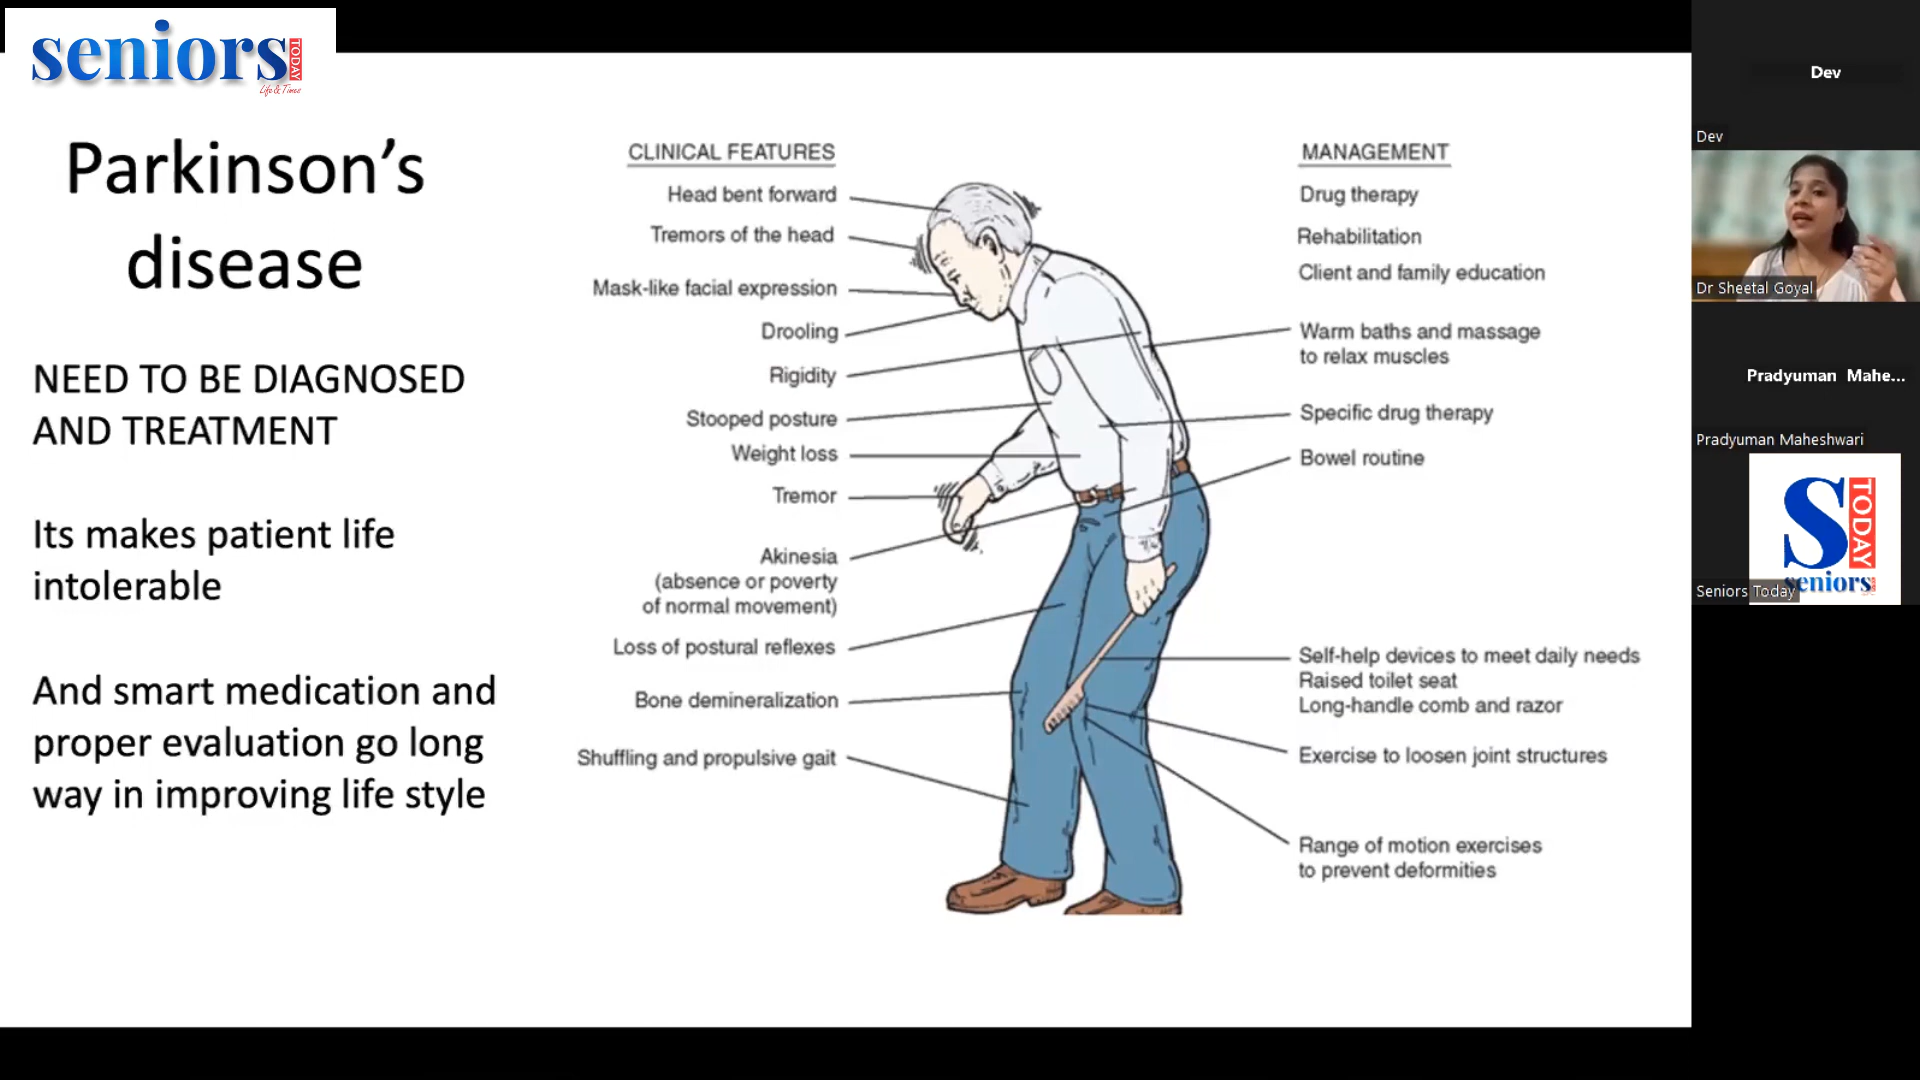 seniors
TODAY
Life & Times
Parkinson’s
disease
NEED TO BE DIAGNOSED
AND TREATMENT
Its makes patient life
intolerable
And smart medication and
proper evaluation go long
way in improving life style
CLINICAL FEATURES
Head bent forward
Tremors of the head
Mask-like facial expression
Drooling
Rigidity
Stooped posture
Weight loss
Tremor
Akinesia
(absence or poverty
of normal movement)
Loss of postural reflexes
Bone demineralization
Shuffling and propulsive gait
MANAGEMENT
Drug therapy
Rehabilitation
Client and family education
Warm baths and massage
to relax muscles
Specific drug therapy
Bowel routine
Self-help devices to meet daily needs
Raised toilet seat
Long-handle comb and razor
Exercise to loosen joint structures
Range of motion exercises
to prevent deformities
Dev
Dev
Dr Sheetal Goyal
Pradyuman Mahe...
Pradyuman Maheshwari
S
TODAY
seniors
Seniors Today